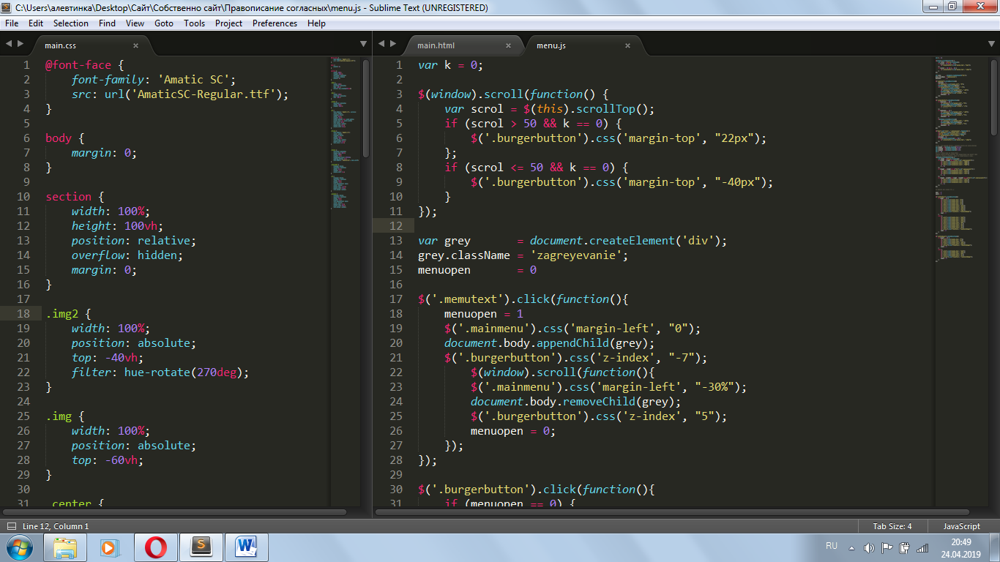 C:\Users\алевтинка\Desktop\Сайт\Собственно сайт\Правописание согласных\menu.js - Sublime Text (UNREGISTERED)
File Edit Selection Find View Goto Tools Project Preferences Help
main.css
1 @font-face {
2 font-family: 'Amatic SC';
3 src: url('AmaticSC-Regular.ttf');
4 }
5
6 body {
7 margin: 0;
8 }
9
10 section {
11 width: 100%;
12 height: 100vh;
13 position: relative;
14 overflow: hidden;
15 margin: 0;
16 }
17
18 .img2 {
19 width: 100%;
20 position: absolute;
21 top: -40vh;
22 filter: hue-rotate(270deg);
23 }
24
25 .img {
26 width: 100%;
27 position: absolute;
28 top: -60vh;
29 }
30
31 .center {
main.html menu.js
1 var k = 0;
2
3 $(window).scroll(function() {
4 var scrol = $(this).scrollTop();
5 if (scrol > 50 && k == 0) {
6 $('.burgerbutton').css('margin-top', "22px");
7 };
8 if (scrol <= 50 && k == 0) {
9 $('.burgerbutton').css('margin-top', "-40px");
10 }
11 });
12
13 var grey = document.createElement('div');
14 grey.className = 'zagreyevanie';
15 menuopen = 0
16
17 $('.memutext').click(function(){
18 menuopen = 1
19 $('.mainmenu').css('margin-left', "0");
20 document.body.appendChild(grey);
21 $('.burgerbutton').css('z-index', "-7");
22 $(window).scroll(function(){
23 $('.mainmenu').css('margin-left', "-30%");
24 document.body.removeChild(grey);
25 $('.burgerbutton').css('z-index', "5");
26 menuopen = 0;
27 });
28 });
29
30 $('.burgerbutton').click(function(){
31 if (menuopen == 0) {
Line 12, Column 1
Tab Size: 4
JavaScript
RU
20:49
24.04.2019